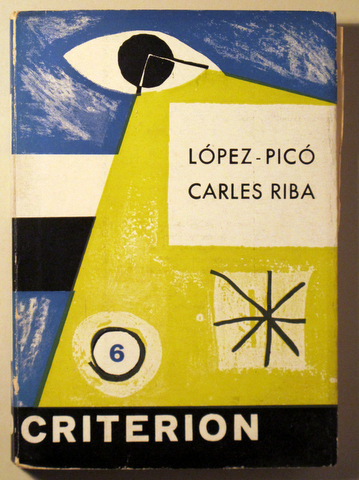 LÓPEZ-PICÓ
CARLES RIBA
6
CRITERION